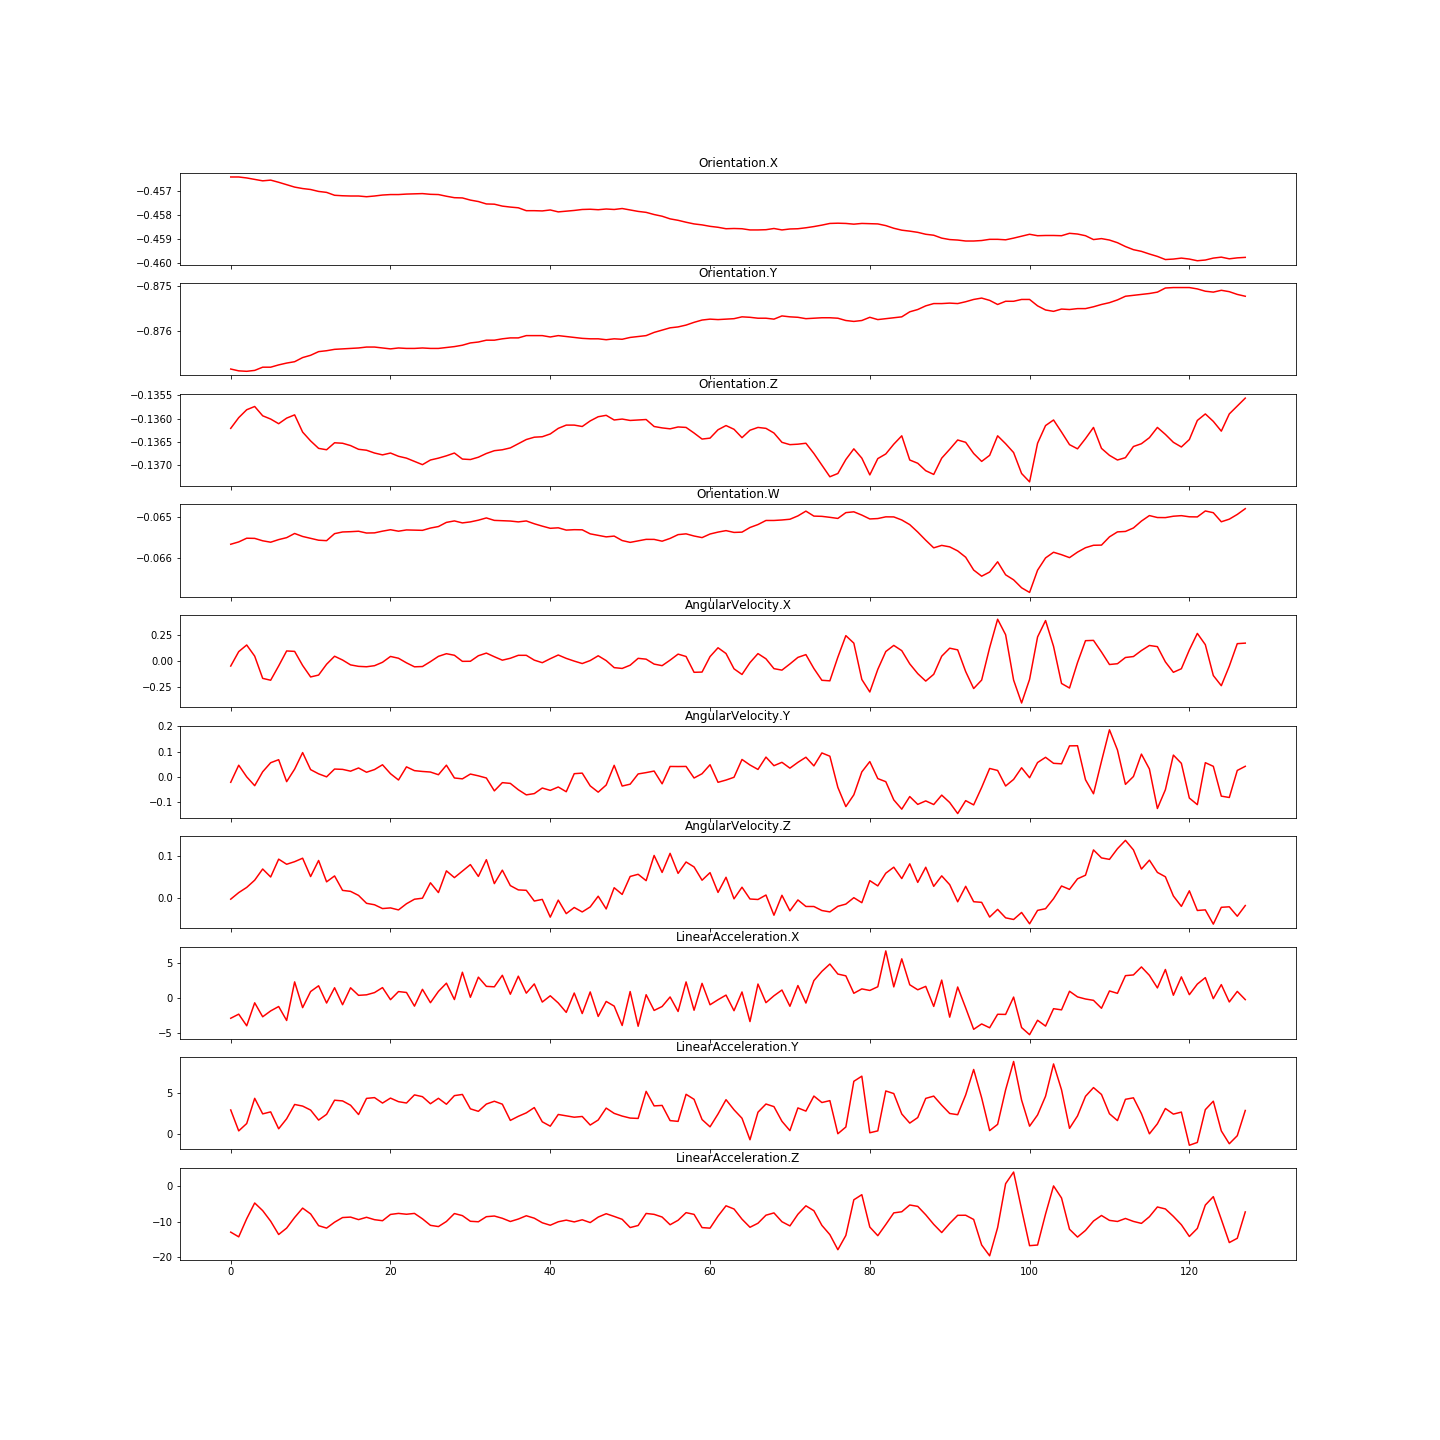 Orientation.X
−0.457
−0.458
−0.459
−0.460
Orientation.Y
−0.875
−0.876
Orientation.Z
−0.1355
−0.1360
−0.1365
−0.1370
Orientation.W
−0.065
−0.066
AngularVelocity.X
0.25
0.00
−0.25
AngularVelocity.Y
0.2
0.1
0.0
−0.1
AngularVelocity.Z
0.1
0.0
LinearAcceleration.X
5
0
−5
LinearAcceleration.Y
5
0
LinearAcceleration.Z
0
−10
−20
0 20 40 60 80 100 120